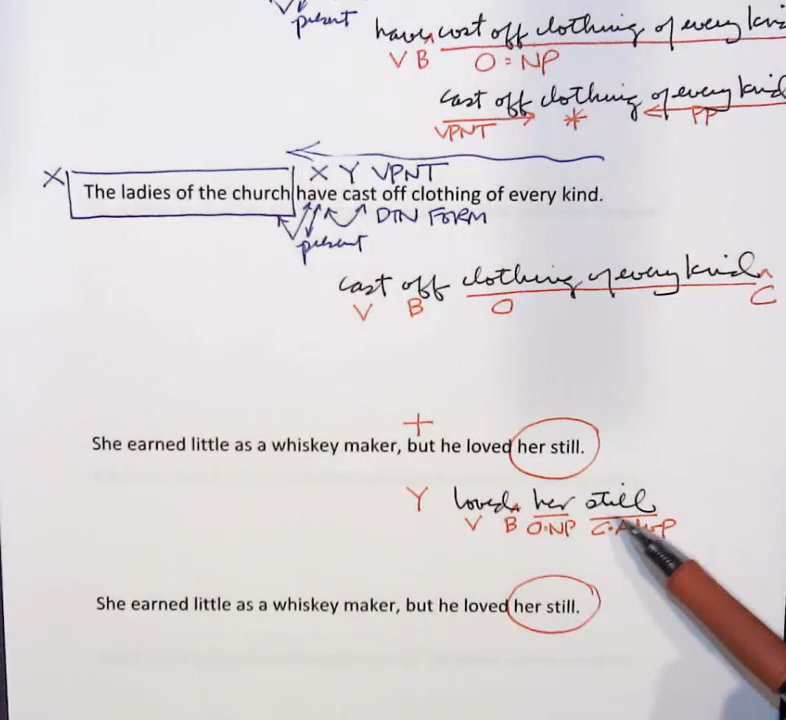 present
have, cast off clothing of every kin
V B O = NP
cast off clothing of every kind
VPNT * PP
X X Y VPNT
The ladies of the church have cast off clothing of every kind.
DTN FORM
present
cast off clothing of every kind
V B O C
+
She earned little as a whiskey maker, but he loved her still.
Y loved her still
V B O·NP
She earned little as a whiskey maker, but he loved her still.